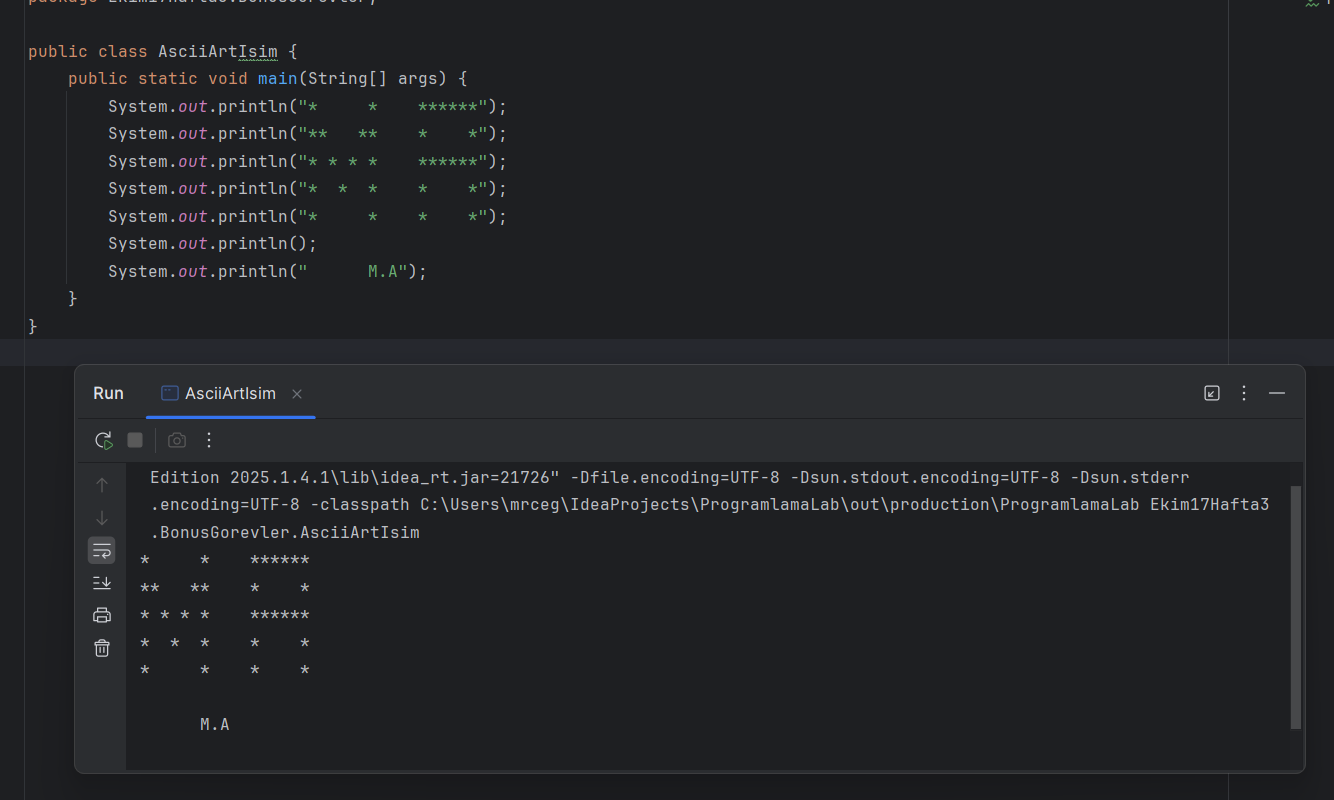 public class AsciiArtIsim {
    public static void main(String[] args) {
        System.out.println("*     *    ******");
        System.out.println("**   **    *    *");
        System.out.println("* * * *    ******");
        System.out.println("*  *  *    *    *");
        System.out.println("*     *    *    *");
        System.out.println();
        System.out.println("      M.A");
    }
}
Run AsciiArtIsim
Edition 2025.1.4.1\lib\idea_rt.jar=21726" -Dfile.encoding=UTF-8 -Dsun.stdout.encoding=UTF-8 -Dsun.stderr
.encoding=UTF-8 -classpath C:\Users\mrceg\IdeaProjects\ProgramlamaLab\out\production\ProgramlamaLab Ekim17Hafta3
.BonusGorevler.AsciiArtIsim
*     *    ******
**   **    *    *
* * * *    ******
*  *  *    *    *
*     *    *    *
      M.A